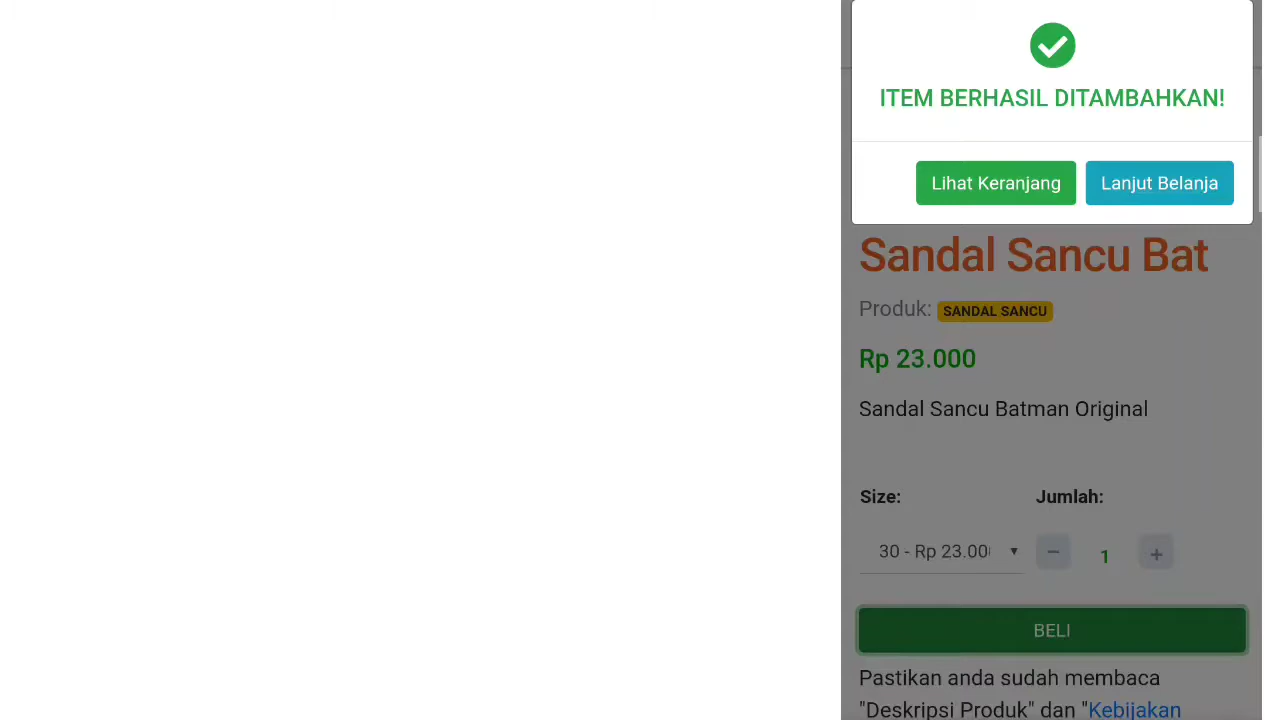 ITEM BERHASIL DITAMBAHKAN!
Lihat Keranjang Lanjut Belanja
Sandal Sancu Bat
Produk: SANDAL SANCU
Rp 23.000
Sandal Sancu Batman Original
Size: Jumlah:
30 - Rp 23.00 ▼ − 1 +
BELI
Pastikan anda sudah membaca
"Deskripsi Produk" dan "Kebijakan